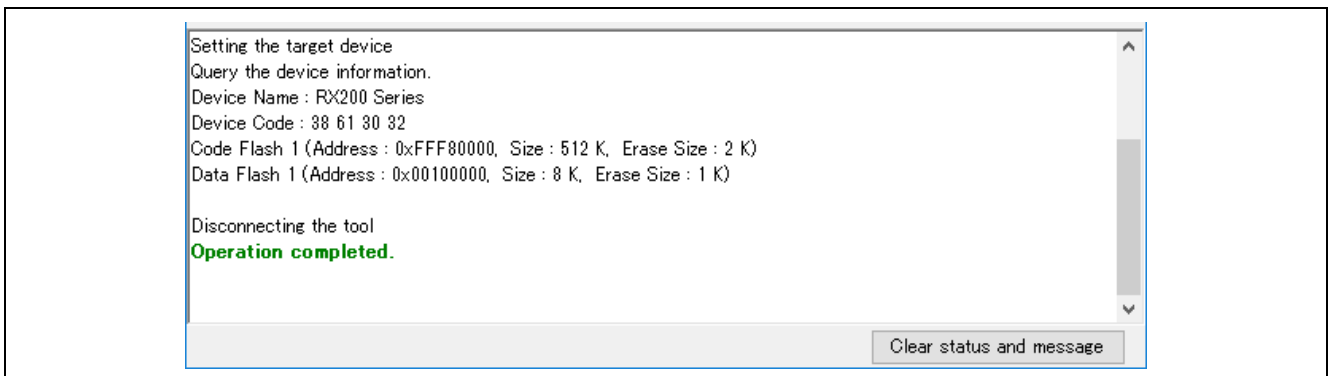 Setting the target device
Query the device information.
Device Name : RX200 Series
Device Code : 38 61 30 32
Code Flash 1 (Address : 0xFFF80000, Size : 512 K, Erase Size : 2 K)
Data Flash 1 (Address : 0x00100000, Size : 8 K, Erase Size : 1 K)
Disconnecting the tool
Operation completed.
Clear status and message